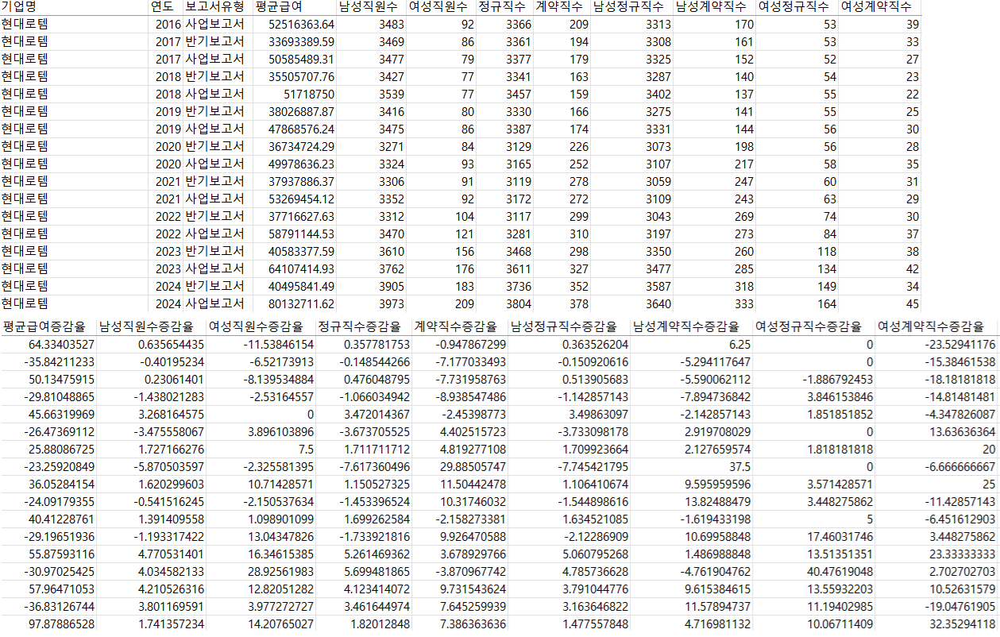 기업명 연도 보고서유형 평균급여 남성직원수 여성직원수 정규직수 계약직수 남성정규직수 남성계약직수 여성정규직수 여성계약직수
현대로템 2016 사업보고서 52516363.64 3483 92 3366 209 3313 170 53 39
현대로템 2017 반기보고서 33693389.59 3469 86 3361 194 3308 161 53 33
현대로템 2017 사업보고서 50585489.31 3477 79 3377 179 3325 152 52 27
현대로템 2018 반기보고서 35505707.76 3427 77 3341 163 3287 140 54 23
현대로템 2018 사업보고서 51718750 3539 77 3457 159 3402 137 55 22
현대로템 2019 반기보고서 38026887.87 3416 80 3330 166 3275 141 55 25
현대로템 2019 사업보고서 47868576.24 3475 86 3387 174 3331 144 56 30
현대로템 2020 반기보고서 36734724.29 3271 84 3129 226 3073 198 56 28
현대로템 2020 사업보고서 49978636.23 3324 93 3165 252 3107 217 58 35
현대로템 2021 반기보고서 37937886.37 3306 91 3119 278 3059 247 60 31
현대로템 2021 사업보고서 53269454.12 3352 92 3172 272 3109 243 63 29
현대로템 2022 반기보고서 37716627.63 3312 104 3117 299 3043 269 74 30
현대로템 2022 사업보고서 58791144.53 3470 121 3281 310 3197 273 84 37
현대로템 2023 반기보고서 40583377.59 3610 156 3468 298 3350 260 118 38
현대로템 2023 사업보고서 64107414.93 3762 176 3611 327 3477 285 134 42
현대로템 2024 반기보고서 40495841.49 3905 183 3736 352 3587 318 149 34
현대로템 2024 사업보고서 80132711.62 3973 209 3804 378 3640 333 164 45
평균급여증감율 남성직원수증감율 여성직원수증감율 정규직수증감율 계약직수증감율 남성정규직수증감율 남성계약직수증감율 여성정규직수증감율 여성계약직수증감율
64.33403527 0.635654435 -11.53846154 0.357781753 -0.947867299 0.363526204 6.25 0 -23.52941176
-35.84211233 -0.40195234 -6.52173913 -0.148544266 -7.177033493 -0.150920616 -5.294117647 0 -15.38461538
50.13475915 0.23061401 -8.139534884 0.476048795 -7.731958763 0.513905683 -5.590062112 -1.886792453 -18.18181818
-29.81048865 -1.438021283 -2.53164557 -1.066034942 -8.938547486 -1.142857143 -7.894736842 3.846153846 -14.81481481
45.66319969 3.268164575 0 3.472014367 -2.45398773 3.49863097 -2.142857143 1.851851852 -4.347826087
-26.47369112 -3.475558067 3.896103896 -3.673705525 4.402515723 -3.733098178 2.919708029 0 13.63636364
25.88086725 1.727166276 7.5 1.711711712 4.819277108 1.709923664 2.127659574 1.818181818 20
-23.25920849 -5.870503597 -2.325581395 -7.617360496 29.88505747 -7.745421795 37.5 0 -6.666666667
36.05284154 1.620299603 10.71428571 1.150527325 11.50442478 1.106410674 9.595959596 3.571428571 25
-24.09179355 -0.541516245 -2.150537634 -1.453396524 10.31746032 -1.544898616 13.82488479 3.448275862 -11.42857143
40.41228761 1.391409558 1.098901099 1.699262584 -2.158273381 1.634521085 -1.619433198 5 -6.451612903
-29.19651936 -1.193317422 13.04347826 -1.733921816 9.926470588 -2.12286909 10.69958848 17.46031746 3.448275862
55.87593116 4.770531401 16.34615385 5.261469362 3.678929766 5.060795268 1.486988848 13.51351351 23.33333333
-30.97025425 4.034582133 28.92561983 5.699481865 -3.870967742 4.785736628 -4.761904762 40.47619048 2.702702703
57.96471053 4.210526316 12.82051282 4.123414072 9.731543624 3.791044776 9.615384615 13.55932203 10.52631579
-36.83126744 3.801169591 3.977272727 3.461644974 7.645259939 3.163646822 11.57894737 11.19402985 -19.04761905
97.87886528 1.741357234 14.20765027 1.82012848 7.386363636 1.477557848 4.716981132 10.06711409 32.35294118